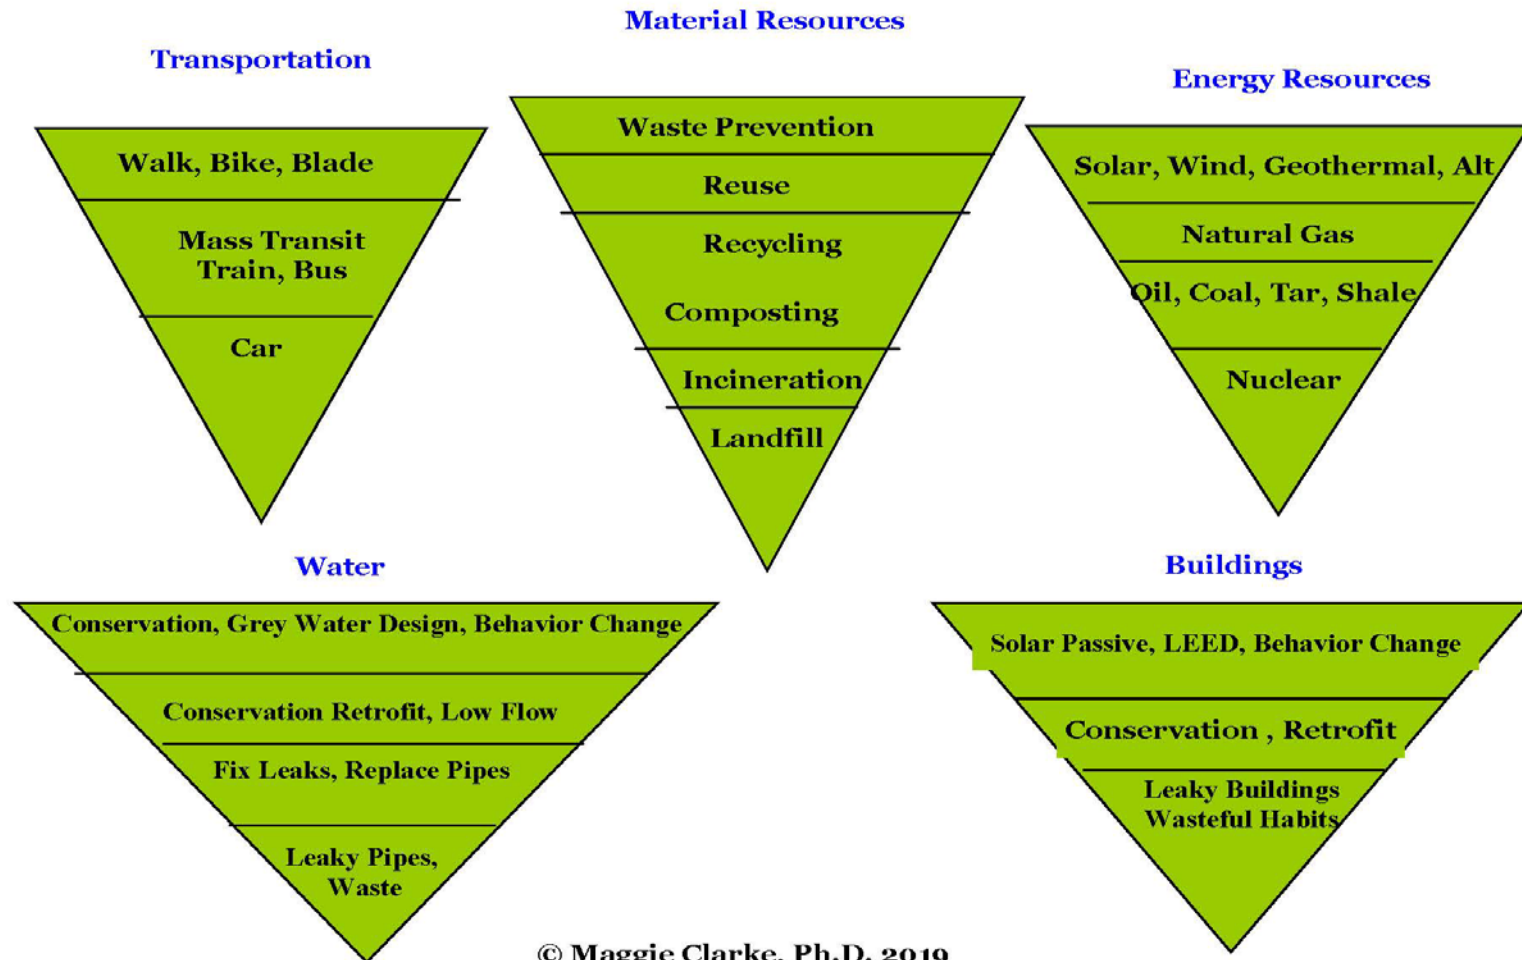 Material Resources
Transportation
Energy Resources
Walk, Bike, Blade
Mass Transit
Train, Bus
Car
Waste Prevention
Reuse
Recycling
Composting
Incineration
Landfill
Solar, Wind, Geothermal, Alt
Natural Gas
Oil, Coal, Tar, Shale
Nuclear
Water
Conservation, Grey Water Design, Behavior Change
Conservation Retrofit, Low Flow
Fix Leaks, Replace Pipes
Leaky Pipes,
Waste
Buildings
Solar Passive, LEED, Behavior Change
Conservation , Retrofit
Leaky Buildings
Wasteful Habits
© Maggie Clarke, Ph.D. 2019